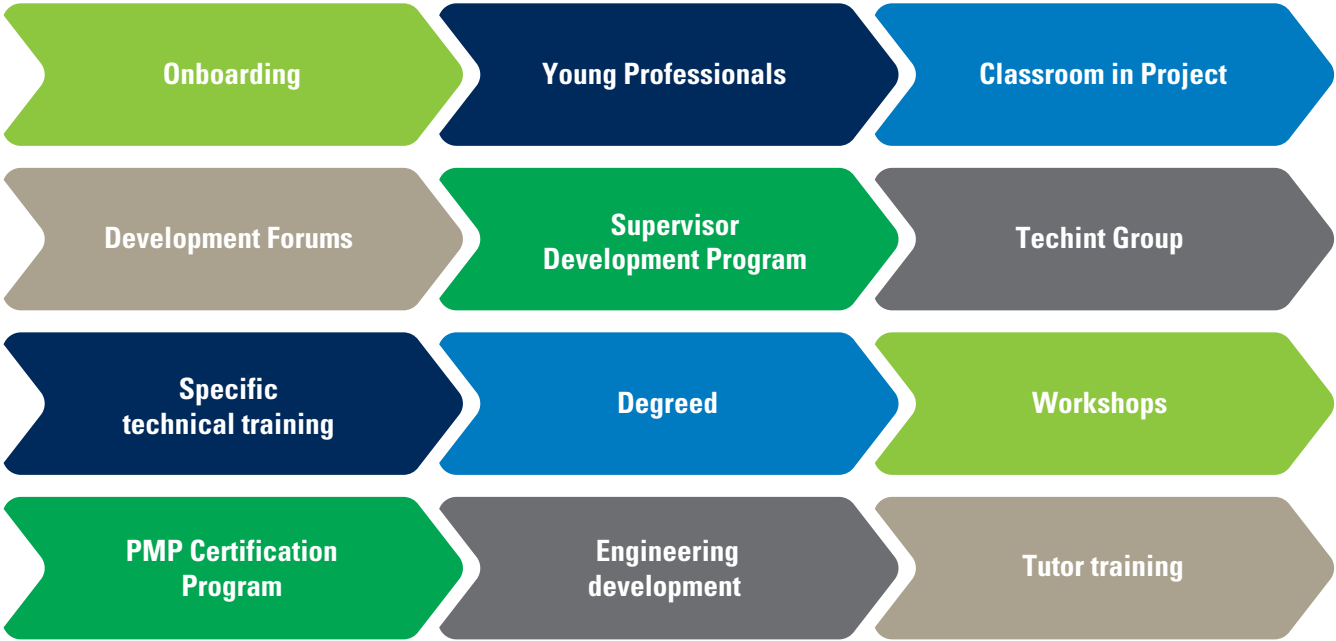 Onboarding
Young Professionals
Classroom in Project
Development Forums
Supervisor
Development Program
Techint Group
Specific
technical training
Degreed
Workshops
PMP Certification
Program
Engineering
development
Tutor training